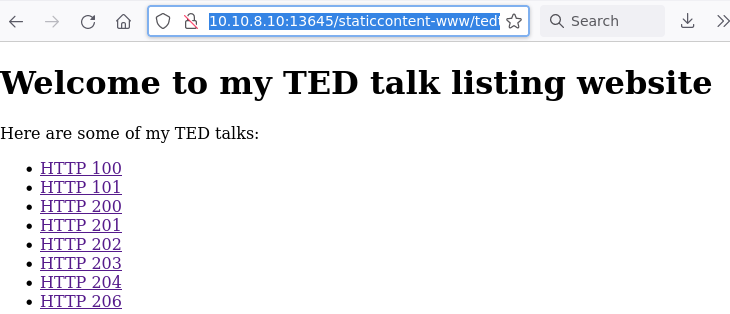 10.10.8.10:13645/staticcontent-www/ted
Search
Welcome to my TED talk listing website
Here are some of my TED talks:
HTTP 100
HTTP 101
HTTP 200
HTTP 201
HTTP 202
HTTP 203
HTTP 204
HTTP 206